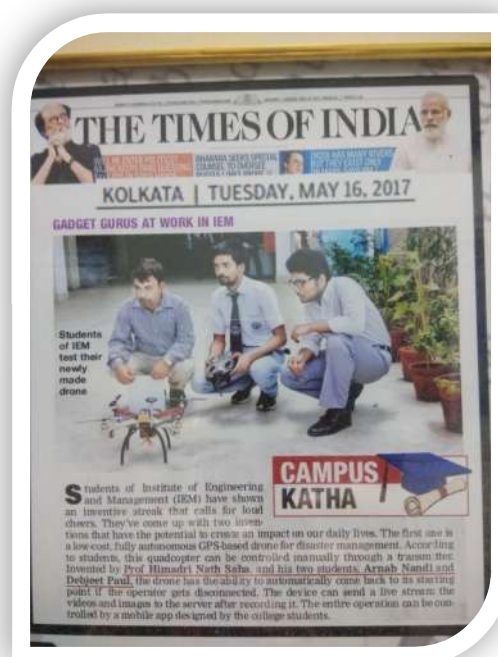 THE TIMES OF INDIA
KOLKATA | TUESDAY, MAY 16, 2017
GADGET GURUS AT WORK IN IEM
Students
of IEM
test their
newly
made
drone
CAMPUS
KATHA
Students of Institute of Engineering
and Management (IEM) have shown
an inventive streak that calls for loud
cheers. They've come up with two inven-
tions that have the potential to create an impact on our daily lives. The first one is
a low-cost, fully autonomous GPS-based drone for disaster management. According
to students, this quadcopter can be controlled manually through a transmitter.
Invented by Prof Himadri Nath Saha, and his two students, Arnab Nandi and
Debjeet Paul, the drone has the ability to automatically come back to its starting
point if the operator gets disconnected. The device can send a live stream the
videos and images to the server after recording it. The entire operation can be con-
trolled by a mobile app designed by the college students.